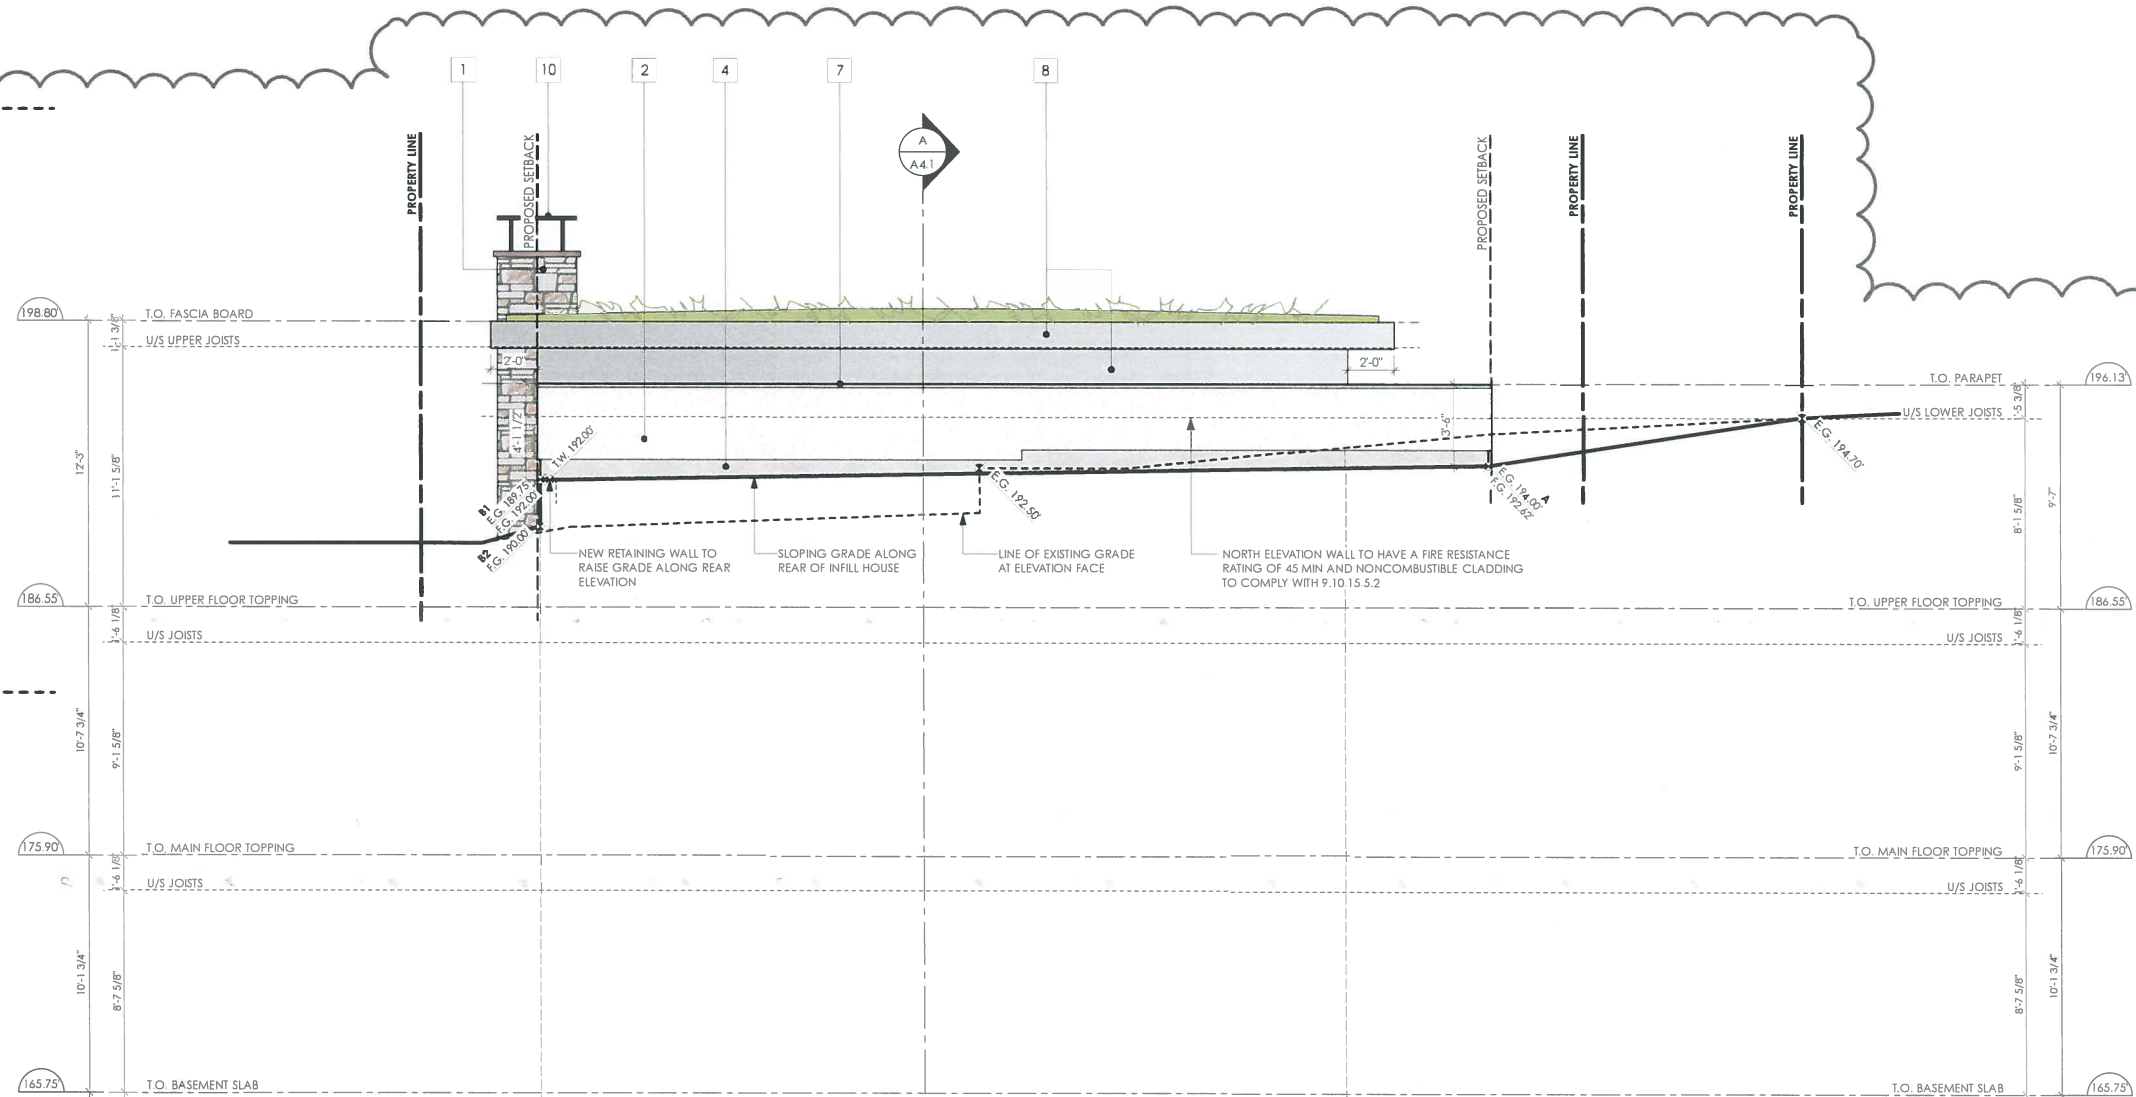 1
10
2
4
7
8
PROPERTY LINE
PROPOSED SETBACK
A
A4.1
PROPOSED SETBACK
PROPERTY LINE
PROPERTY LINE
198.80'
T.O. FASCIA BOARD
1'-1 3/8"
U/S UPPER JOISTS
2'-0"
2'-0"
T.O. PARAPET
196.13'
U/S LOWER JOISTS
4'-1 1/2"
3'-6"
T.W. 192.00'
12'-3"
11'-1 5/8"
B1
E.G. 189.75'
F.G. 192.00'
B2
F.G. 190.00'
E.G. 192.50'
E.G. 194.00' A
F.G. 192.62'
E.G. 194.70'
8'-1 5/8"
9'-7"
NEW RETAINING WALL TO
RAISE GRADE ALONG REAR
ELEVATION
SLOPING GRADE ALONG
REAR OF INFILL HOUSE
LINE OF EXISTING GRADE
AT ELEVATION FACE
NORTH ELEVATION WALL TO HAVE A FIRE RESISTANCE
RATING OF 45 MIN AND NONCOMBUSTIBLE CLADDING
TO COMPLY WITH 9.10.15.5.2
186.55'
T.O. UPPER FLOOR TOPPING
T.O. UPPER FLOOR TOPPING
186.55'
1'-6 1/8"
U/S JOISTS
U/S JOISTS
1'-6 1/8"
10'-7 3/4"
9'-1 5/8"
9'-1 5/8"
10'-7 3/4"
175.90'
T.O. MAIN FLOOR TOPPING
T.O. MAIN FLOOR TOPPING
175.90'
1'-6 1/8"
U/S JOISTS
U/S JOISTS
1'-6 1/8"
10'-1 3/4"
8'-7 5/8"
8'-7 5/8"
10'-1 3/4"
165.75'
T.O. BASEMENT SLAB
T.O. BASEMENT SLAB
165.75'